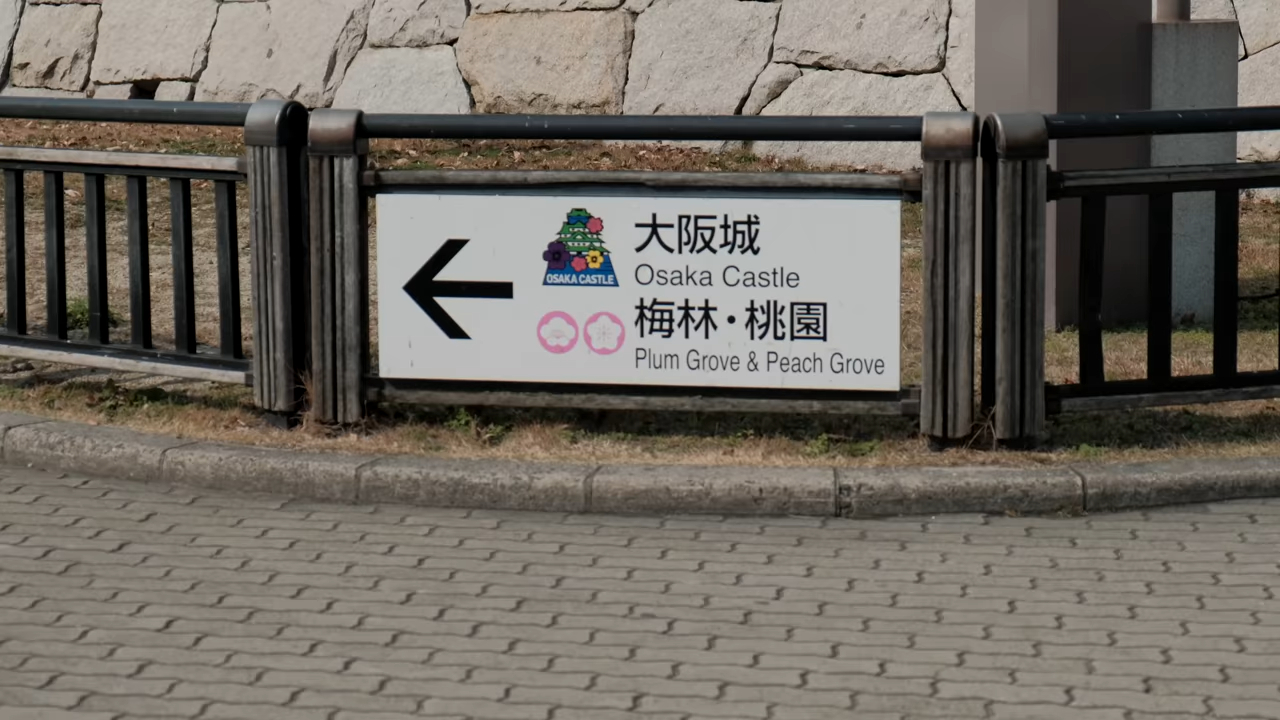 OSAKA CASTLE
大阪城
Osaka Castle
梅林・桃園
Plum Grove & Peach Grove